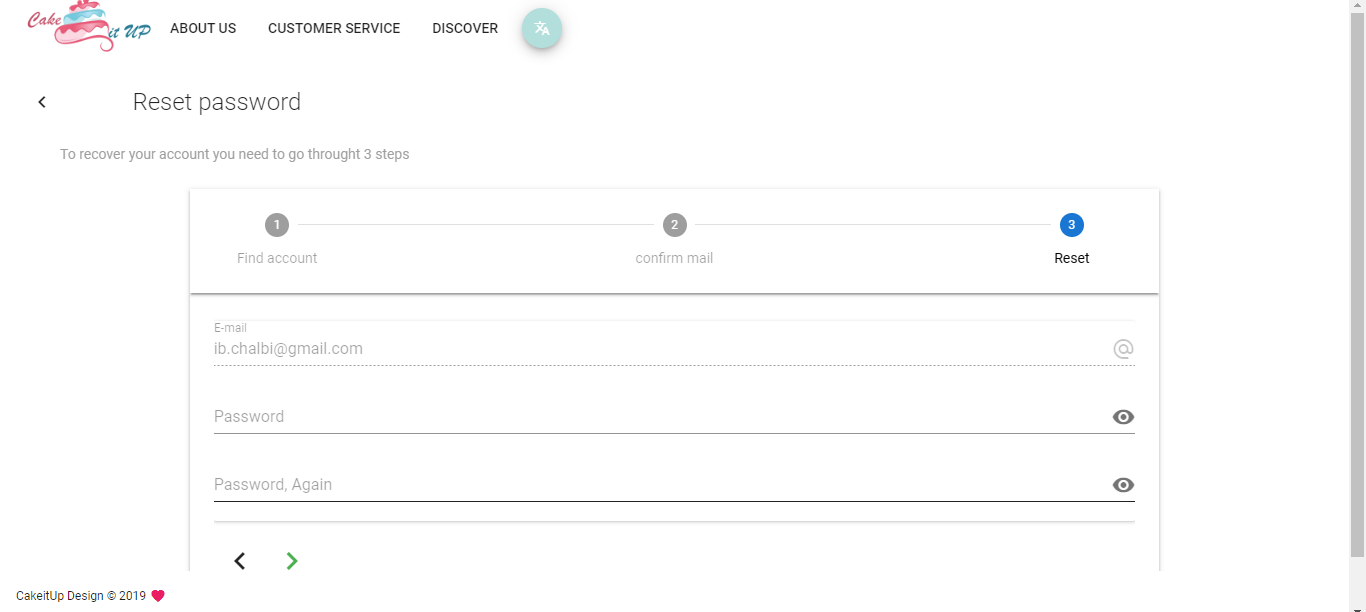 Cake it UP
ABOUT US CUSTOMER SERVICE DISCOVER
Reset password
To recover your account you need to go throught 3 steps
1 2 3
Find account confirm mail Reset
E-mail
ib.chalbi@gmail.com @
Password
Password, Again
CakeitUp Design © 2019